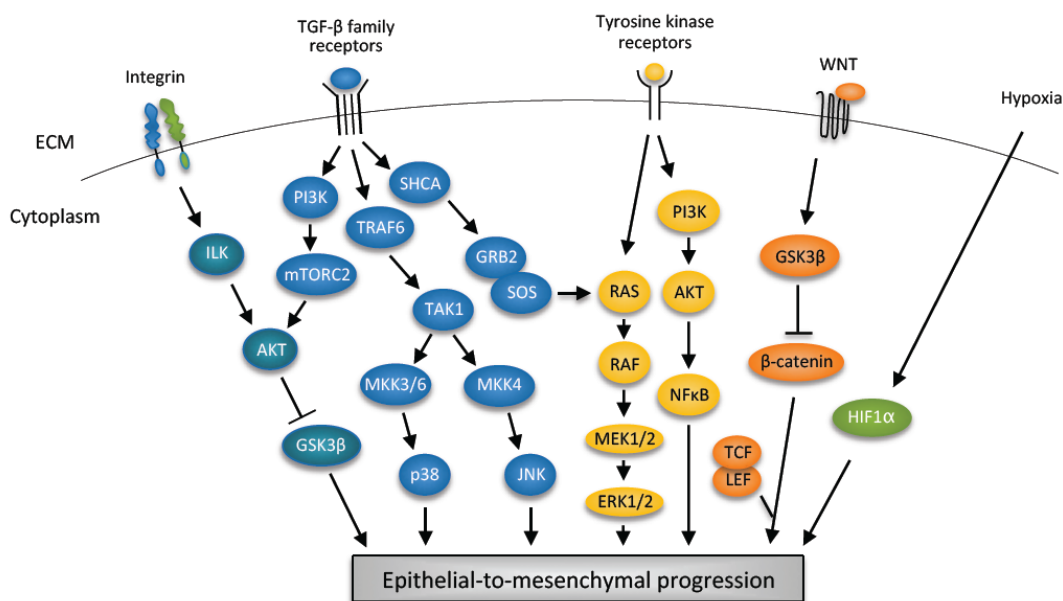 TGF-β family
receptors
Tyrosine kinase
receptors
Integrin
WNT
Hypoxia
ECM
Cytoplasm
SHCA
PI3K
TRAF6
PI3K
ILK
mTORC2
GRB2
SOS
GSK3β
RAS
AKT
TAK1
AKT
RAF
β-catenin
MKK3/6
MKK4
NFκB
HIF1α
GSK3β
MEK1/2
TCF
LEF
p38
JNK
ERK1/2
Epithelial-to-mesenchymal progression